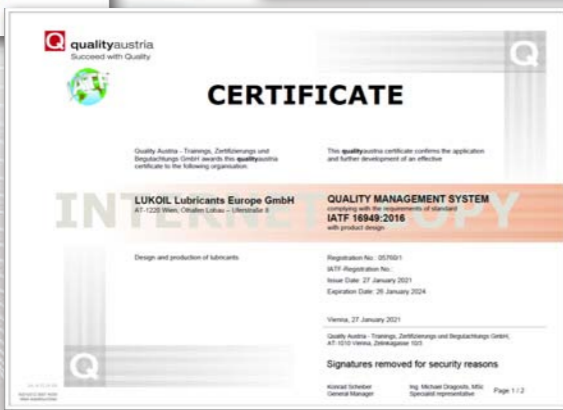 qualityaustria
Succeed with Quality
IATF
CERTIFICATE
Quality Austria - Trainings, Zertifizierungs und
Begutachtungs GmbH awards this qualityaustria
certificate to the following organisation:
This qualityaustria certificate confirms the application
and further development of an effective
LUKOIL Lubricants Europe GmbH
AT-1220 Wien, Ölhafen Lobau – Uferstraße 8
QUALITY MANAGEMENT SYSTEM
complying with the requirements of standard
IATF 16949:2016
with product design
INTERNET COPY
Design and production of lubricants.
Registration No.: 05760/1
IATF-Registration No.:
Issue Date: 27 January 2021
Expiration Date: 26 January 2024
Vienna, 27 January 2021
Quality Austria - Trainings, Zertifizierungs und Begutachtungs GmbH,
AT-1010 Vienna, Zelinkagasse 10/3
Signatures removed for security reasons
Konrad Scheiber
General Manager
Ing. Michael Dragosits, MSc
Specialist representative
Page 1 / 2